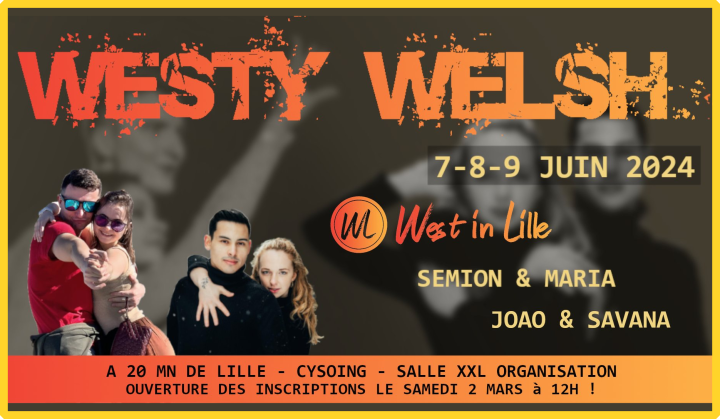 WESTY WELSH
7-8-9 JUIN 2024
WL West in Lille
SEMION & MARIA
JOAO & SAVANA
A 20 MN DE LILLE - CYSOING - SALLE XXL ORGANISATION
OUVERTURE DES INSCRIPTIONS LE SAMEDI 2 MARS à 12H !